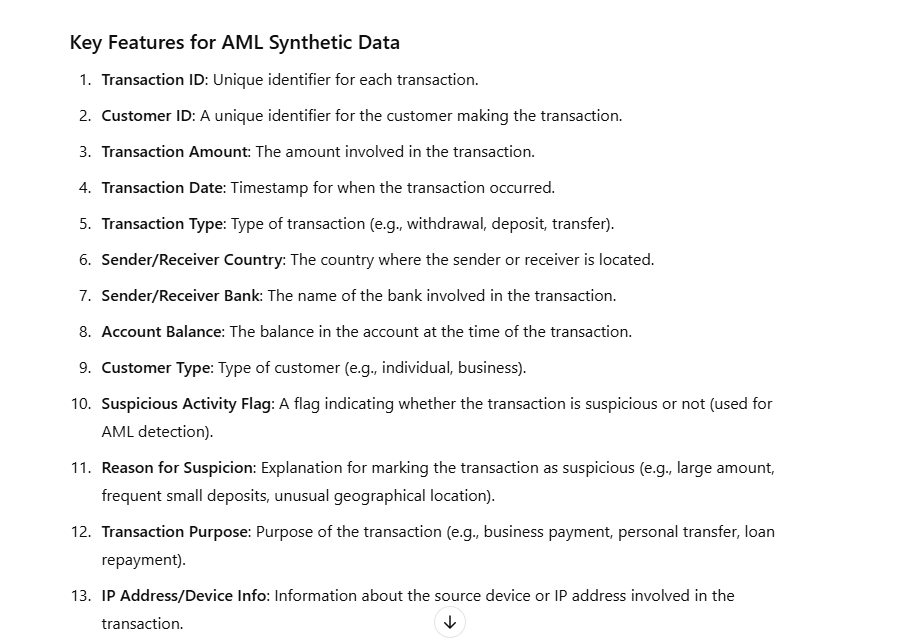 Key Features for AML Synthetic Data
1. Transaction ID: Unique identifier for each transaction.
2. Customer ID: A unique identifier for the customer making the transaction.
3. Transaction Amount: The amount involved in the transaction.
4. Transaction Date: Timestamp for when the transaction occurred.
5. Transaction Type: Type of transaction (e.g., withdrawal, deposit, transfer).
6. Sender/Receiver Country: The country where the sender or receiver is located.
7. Sender/Receiver Bank: The name of the bank involved in the transaction.
8. Account Balance: The balance in the account at the time of the transaction.
9. Customer Type: Type of customer (e.g., individual, business).
10. Suspicious Activity Flag: A flag indicating whether the transaction is suspicious or not (used for
AML detection).
11. Reason for Suspicion: Explanation for marking the transaction as suspicious (e.g., large amount,
frequent small deposits, unusual geographical location).
12. Transaction Purpose: Purpose of the transaction (e.g., business payment, personal transfer, loan
repayment).
13. IP Address/Device Info: Information about the source device or IP address involved in the
transaction.